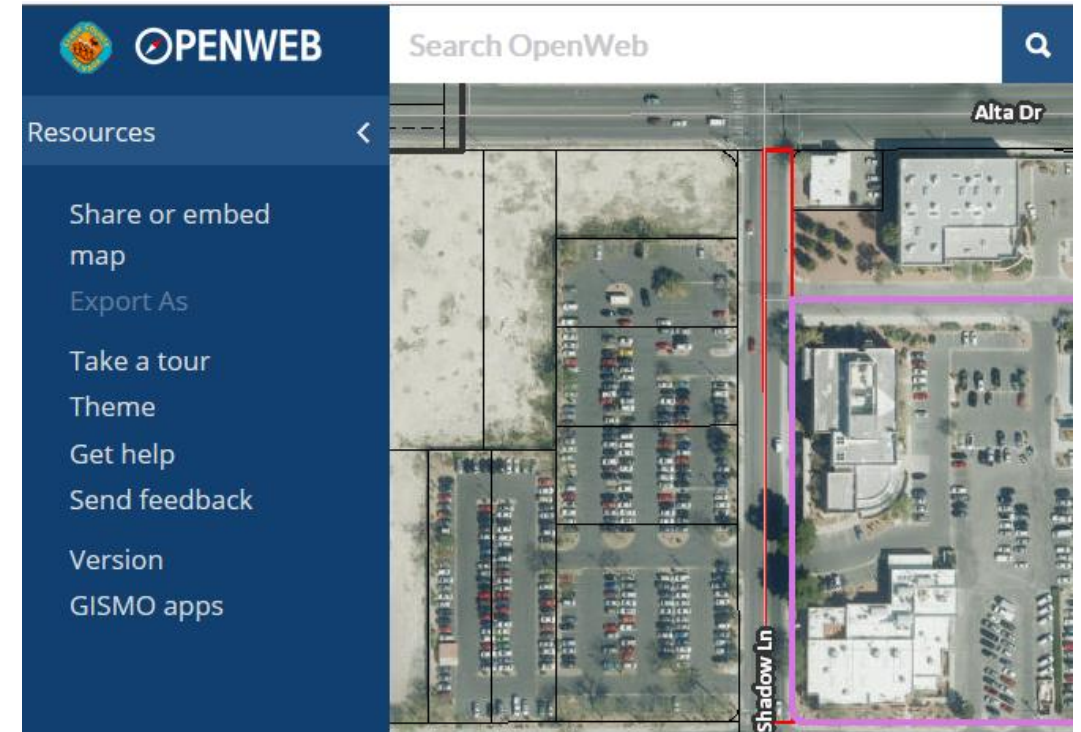 OPENWEB
Search OpenWeb
Alta Dr
Resources
Share or embed
map
Export As
Take a tour
Theme
Get help
Send feedback
Version
GISMO apps
Shadow Ln